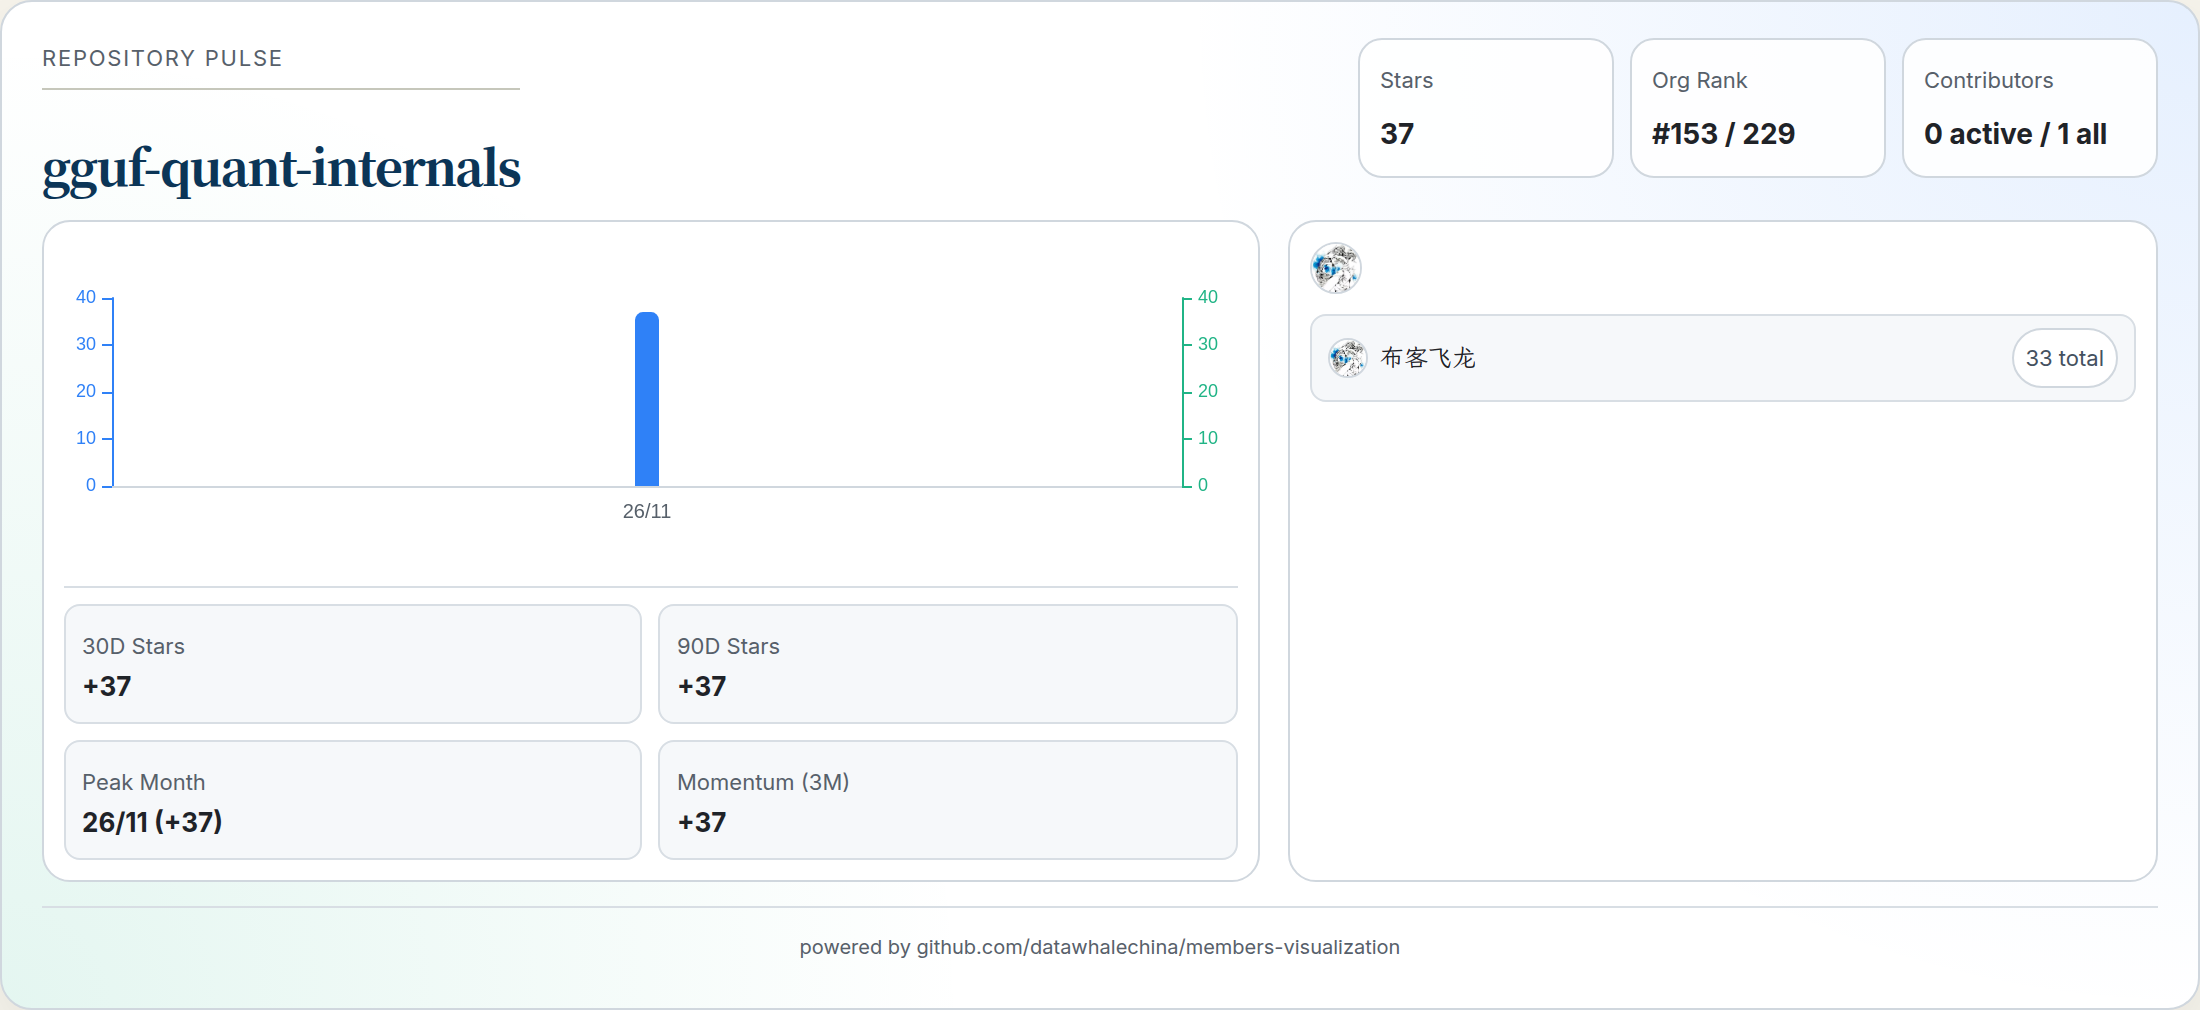 REPOSITORY PULSE
gguf-quant-internals
Stars
37
Org Rank
#153 / 229
Contributors
0 active / 1 all
40
30
20
10
0
40
30
20
10
0
26/11
30D Stars
+37
90D Stars
+37
Peak Month
26/11 (+37)
Momentum (3M)
+37
布客飞龙
33 total
powered by github.com/datawhalechina/members-visualization